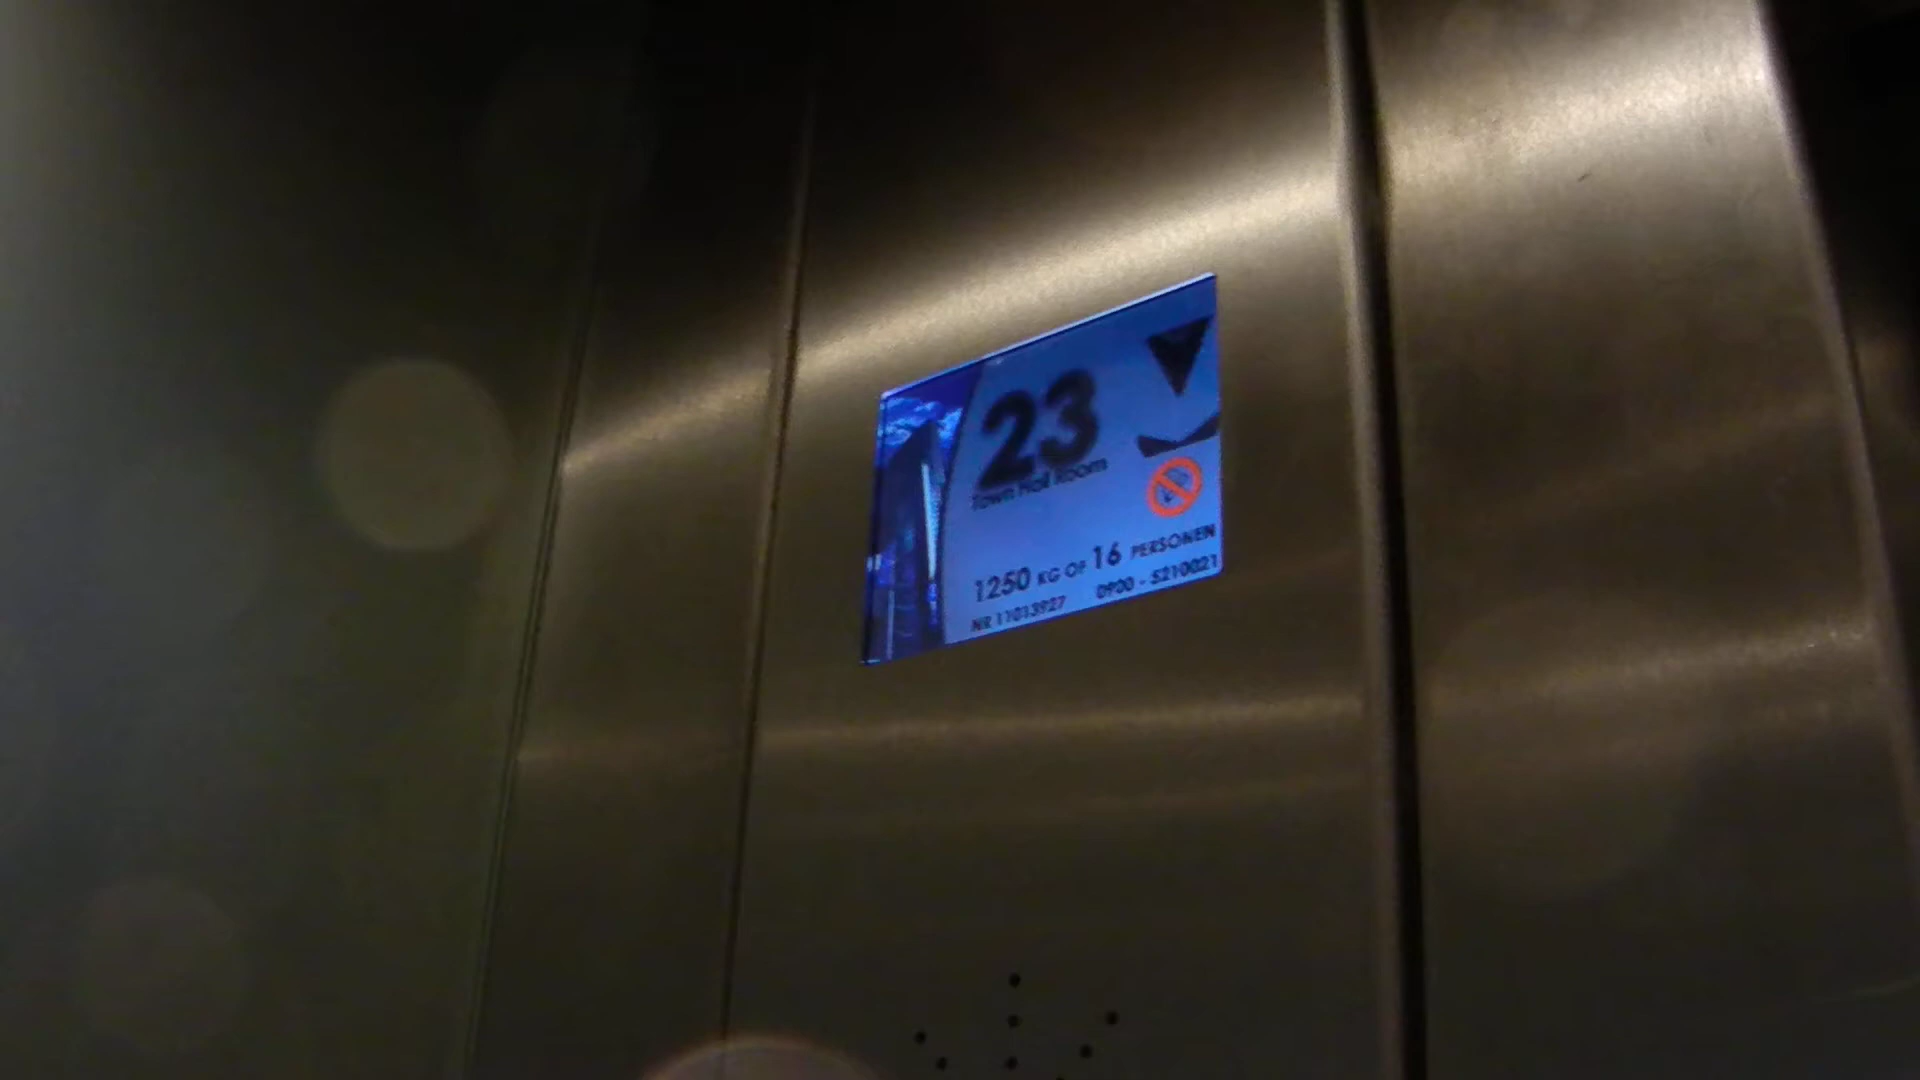 23
Town Hall Room
1250 KG OF 16 PERSONEN
NR 11013927 0900 - 5210021